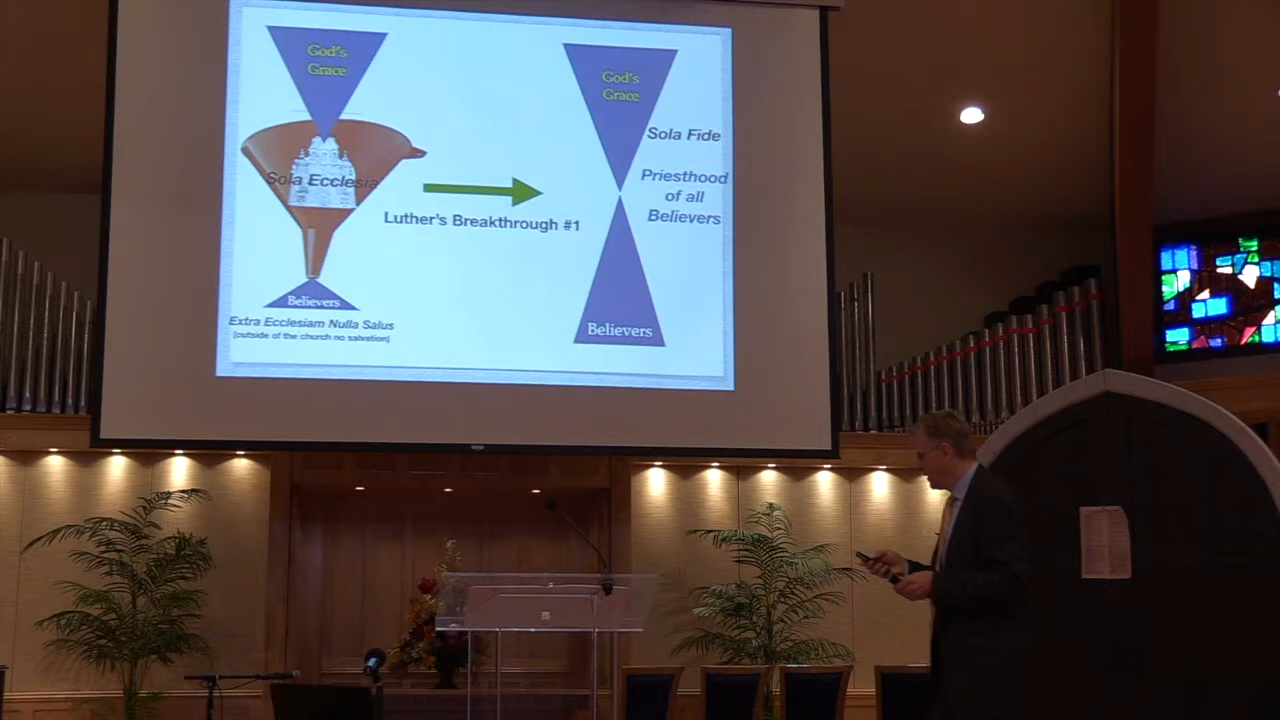 God's
Grace
Sola Ecclesia
Believers
Extra Ecclesiam Nulla Salus
(outside of the church no salvation)
Luther's Breakthrough #1
God's
Grace
Sola Fide
Priesthood
of all
Believers
Believers